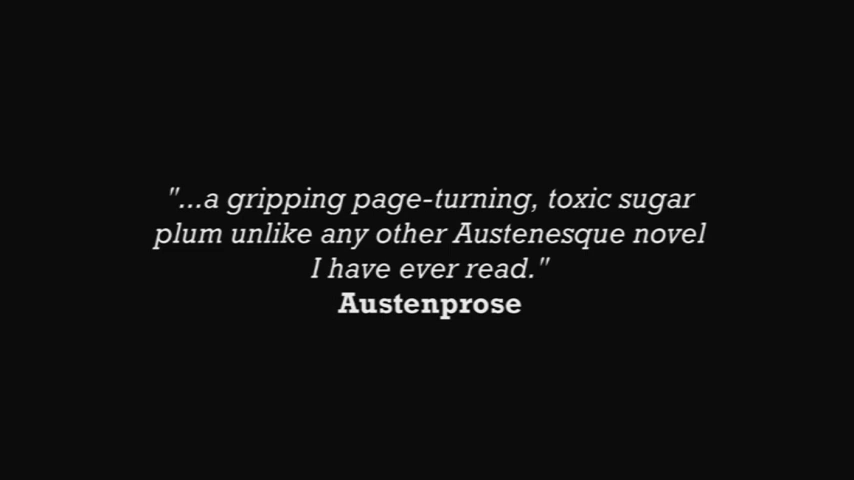 "...a gripping page-turning, toxic sugar
plum unlike any other Austenesque novel
I have ever read."
Austenprose